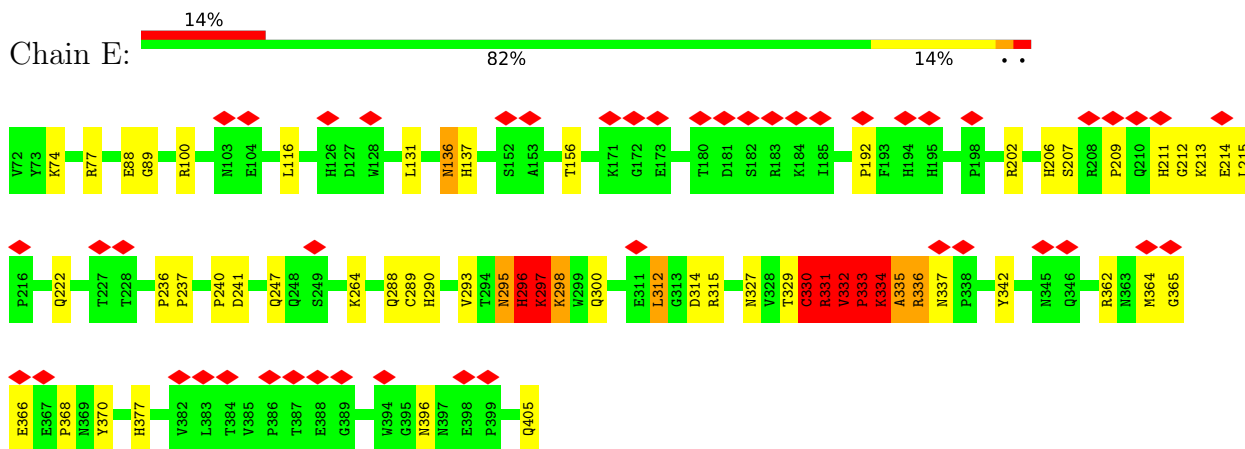 14%
Chain E:
82% 14% • •
V72 Y73 K74 R77 E88 G89 R100 N103 E104 L116 H126 D127 W128 L131 N136 H137 S152 A153 T156 K171 G172 E173 T180 D181 S182 R183 K184 I185 P192 F193 H194 H195 P198 R202 H206 S207 R208 P209 Q210 H211 G212 K213 E214 L215
P216 Q222 T227 T228 P236 P237 P240 D241 Q247 Q248 S249 K264 Q288 C289 H290 V293 T294 N295 H296 K297 K298 W299 Q300 E311 L312 G313 D314 R315 N327 V328 T329 G330 R331 V332 P333 K334 A335 R336 N337 P338 Y342 N345 Q346 R362 N363 M364 G365
E366 E367 P368 N369 Y370 H377 V382 L383 T384 V385 P386 T387 E388 G389 W394 G395 N396 N397 E398 P399 Q405